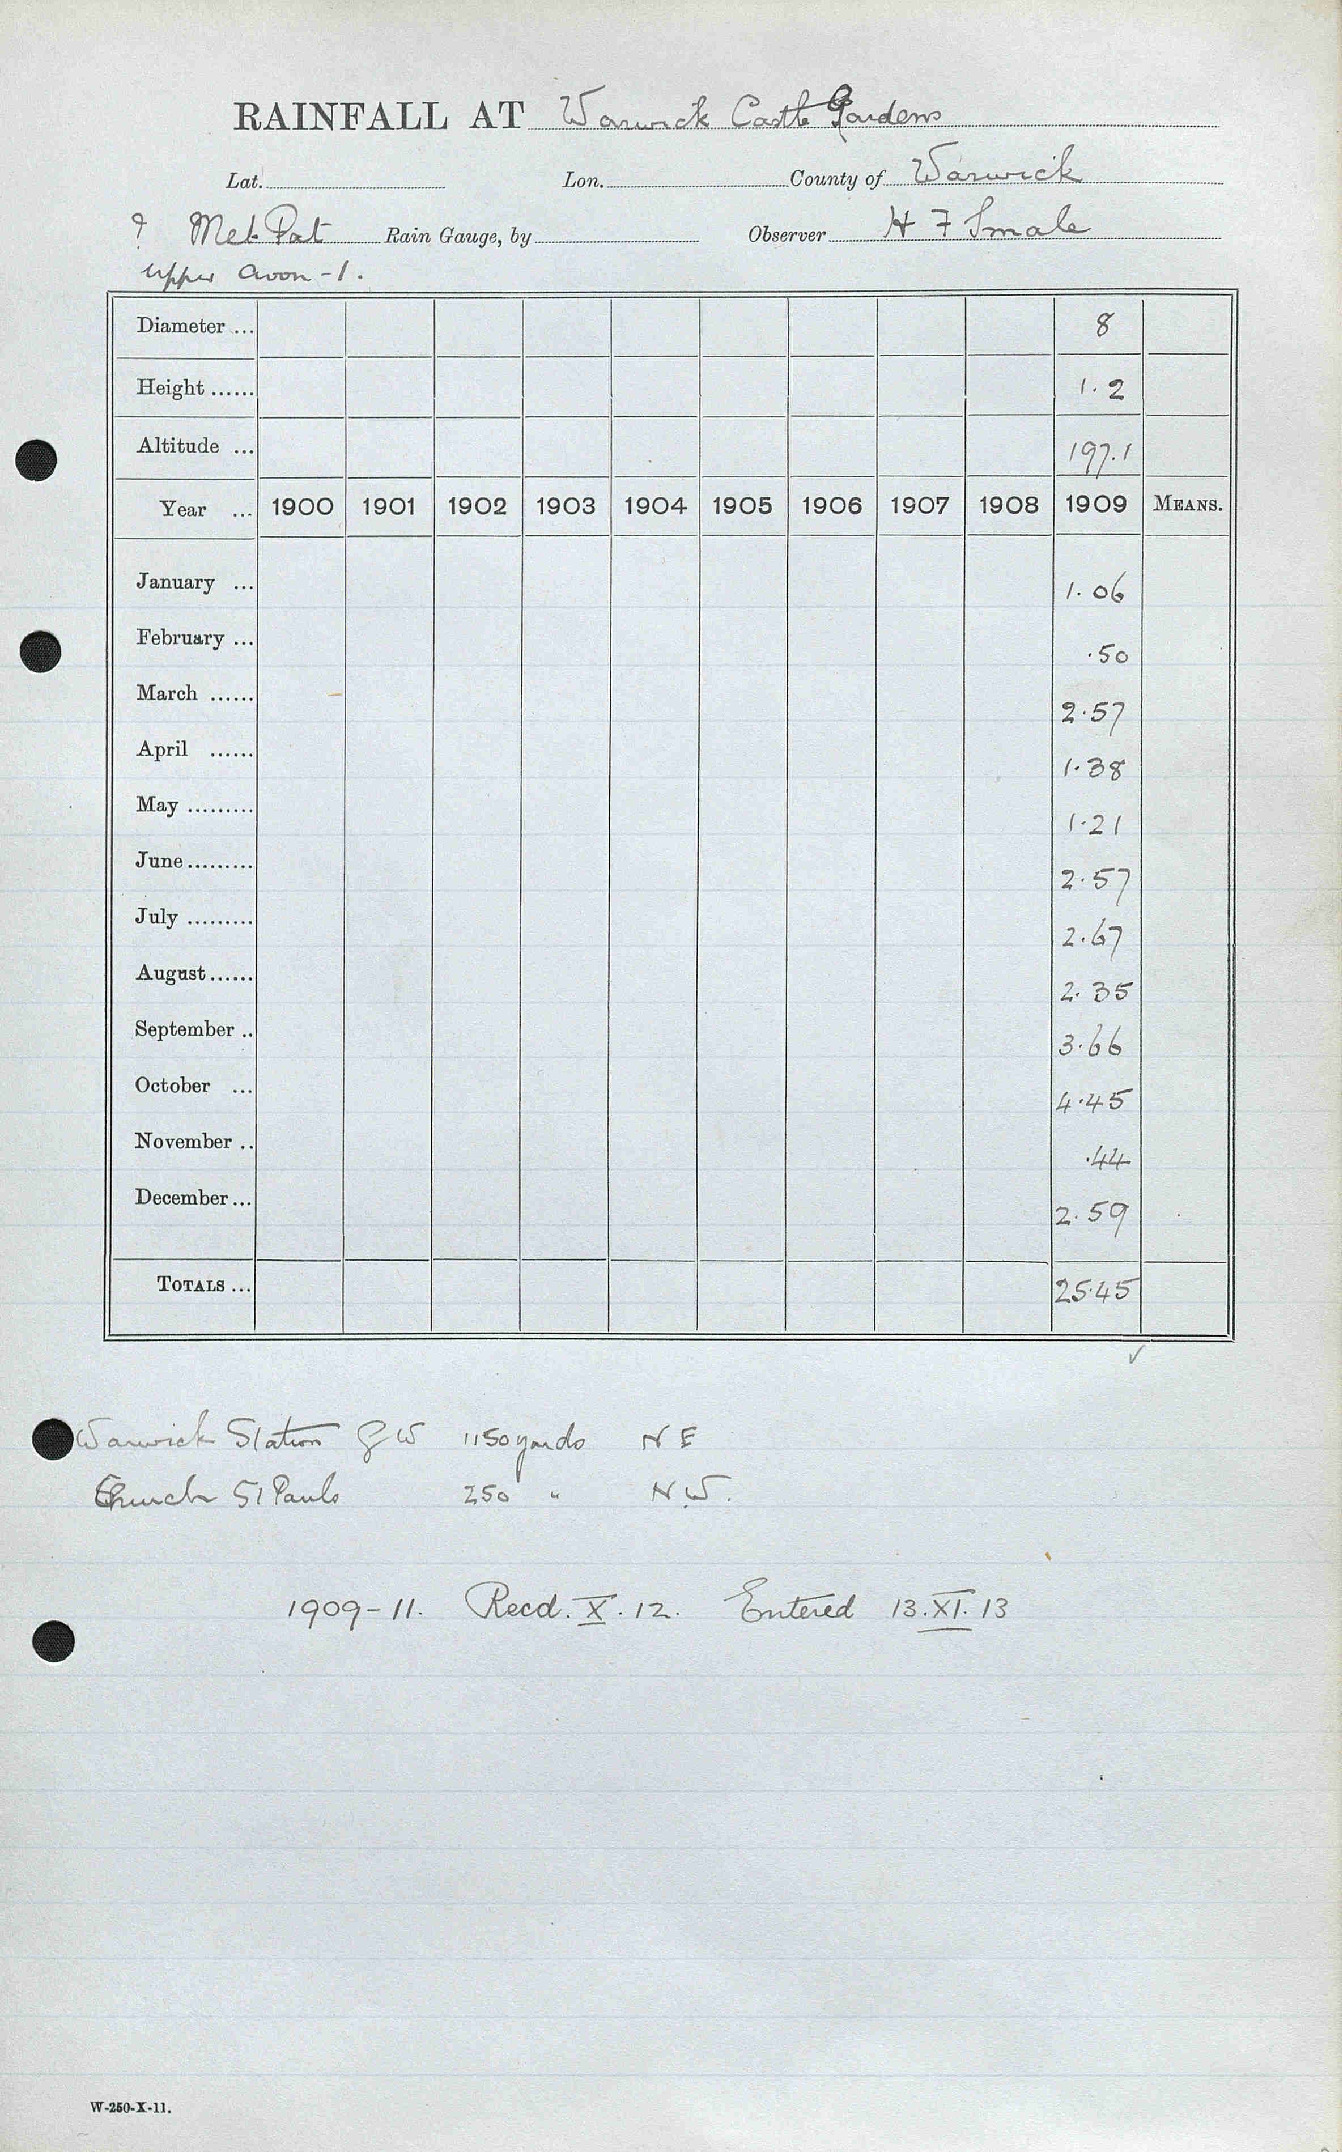 RAINFALL AT Warwick Castle Gardens
Lat. Lon. County of Warwick
? Met Pat Rain Gauge, by Observer H F Smale
Upper Avon - 1.
Diameter ... 8
Height ...... 1.2
Altitude ... 197.1
Year ... 1900 1901 1902 1903 1904 1905 1906 1907 1908 1909 MEANS.
January ... 1.06
February ... .50
March ...... 2.57
April ...... 1.38
May ......... 1.21
June ......... 2.57
July ......... 2.67
August ...... 2.35
September .. 3.66
October ... 4.45
November .. .44
December ... 2.59
TOTALS ... 25.45
✓
Warwick Station G W 1150 yards N E
Church St Pauls 250 " N W.
1909-11. Recd. X. 12. Entered 13. XI. 13
W-250-X-11.